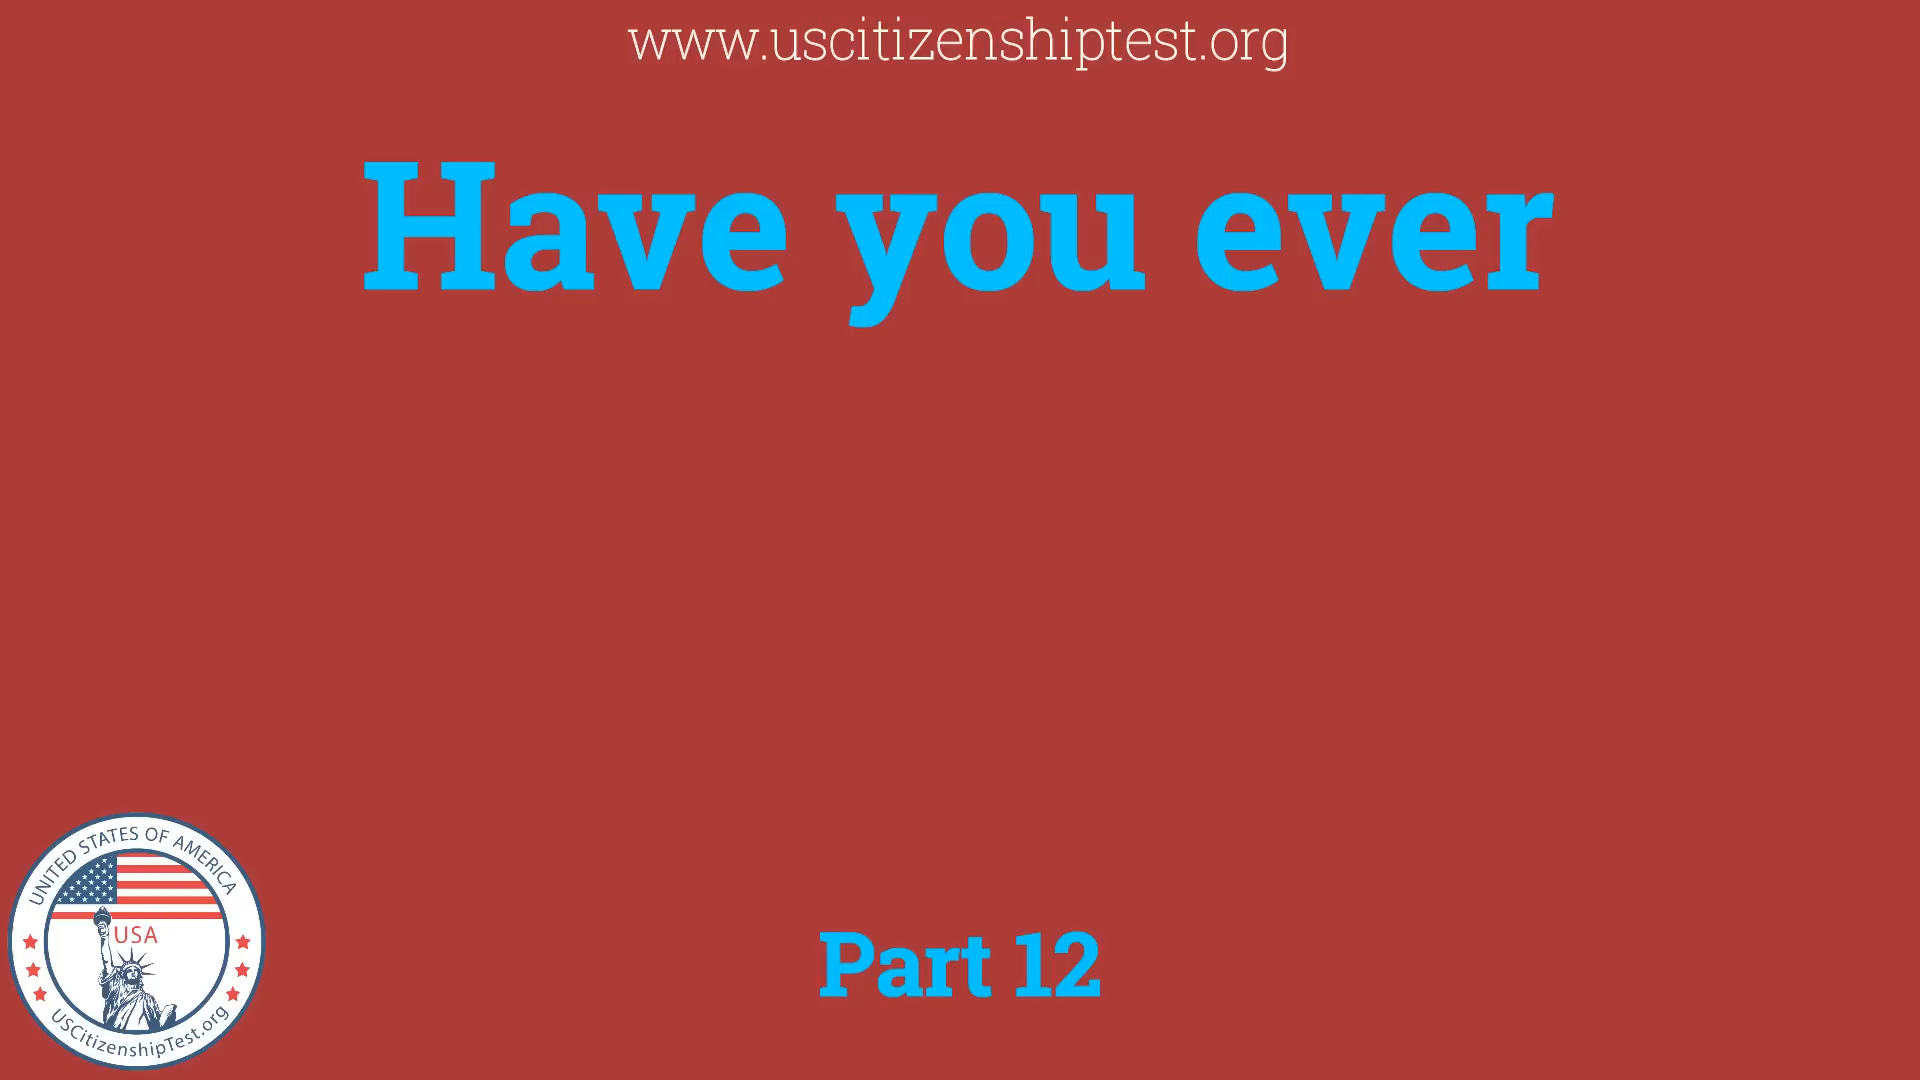 www.uscitizenshiptest.org
Have you ever
Part 12
UNITED STATES OF AMERICA
USA
USCitizenshipTest.org